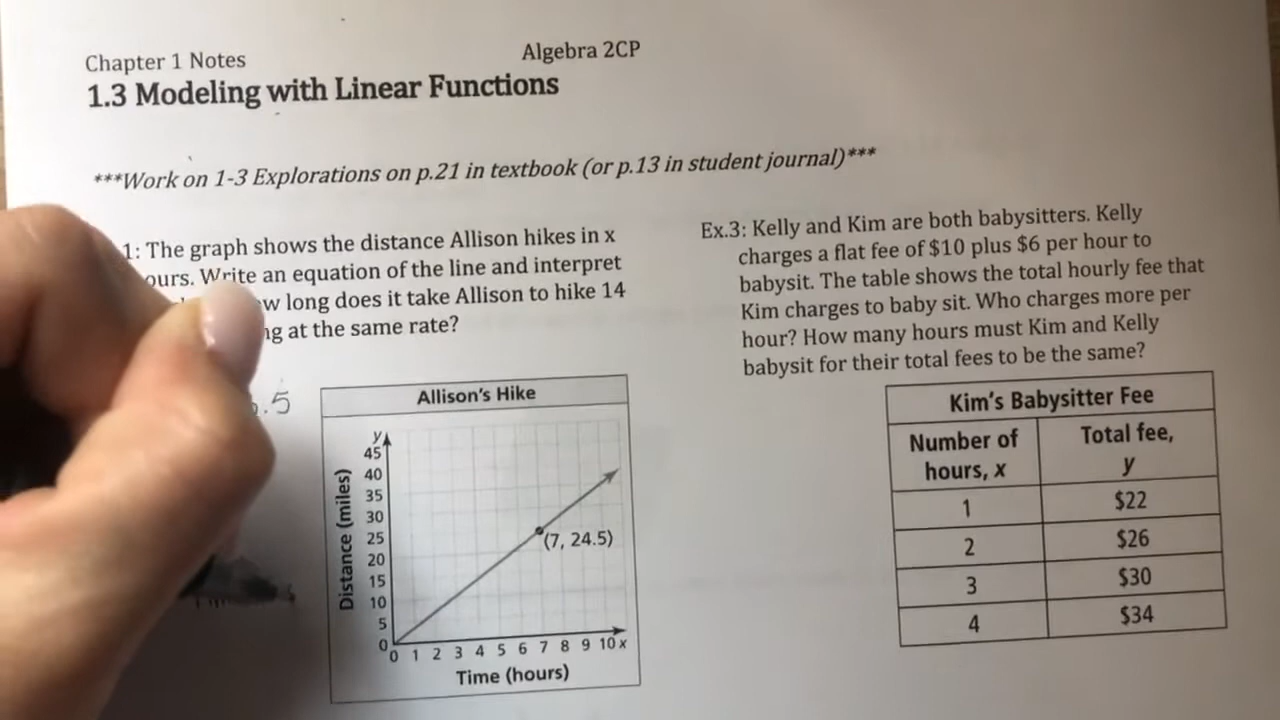 Chapter 1 Notes
Algebra 2CP
1.3 Modeling with Linear Functions
***Work on 1-3 Explorations on p.21 in textbook (or p.13 in student journal)***
1: The graph shows the distance Allison hikes in x
ours. Write an equation of the line and interpret
w long does it take Allison to hike 14
ng at the same rate?
.5
Allison's Hike
y
45
40
35
30
25
20
15
10
5
0
Distance (miles)
(7, 24.5)
0 1 2 3 4 5 6 7 8 9 10 x
Time (hours)
Ex.3: Kelly and Kim are both babysitters. Kelly
charges a flat fee of $10 plus $6 per hour to
babysit. The table shows the total hourly fee that
Kim charges to baby sit. Who charges more per
hour? How many hours must Kim and Kelly
babysit for their total fees to be the same?
Kim's Babysitter Fee
Number of hours, x
Total fee, y
1 $22
2 $26
3 $30
4 $34